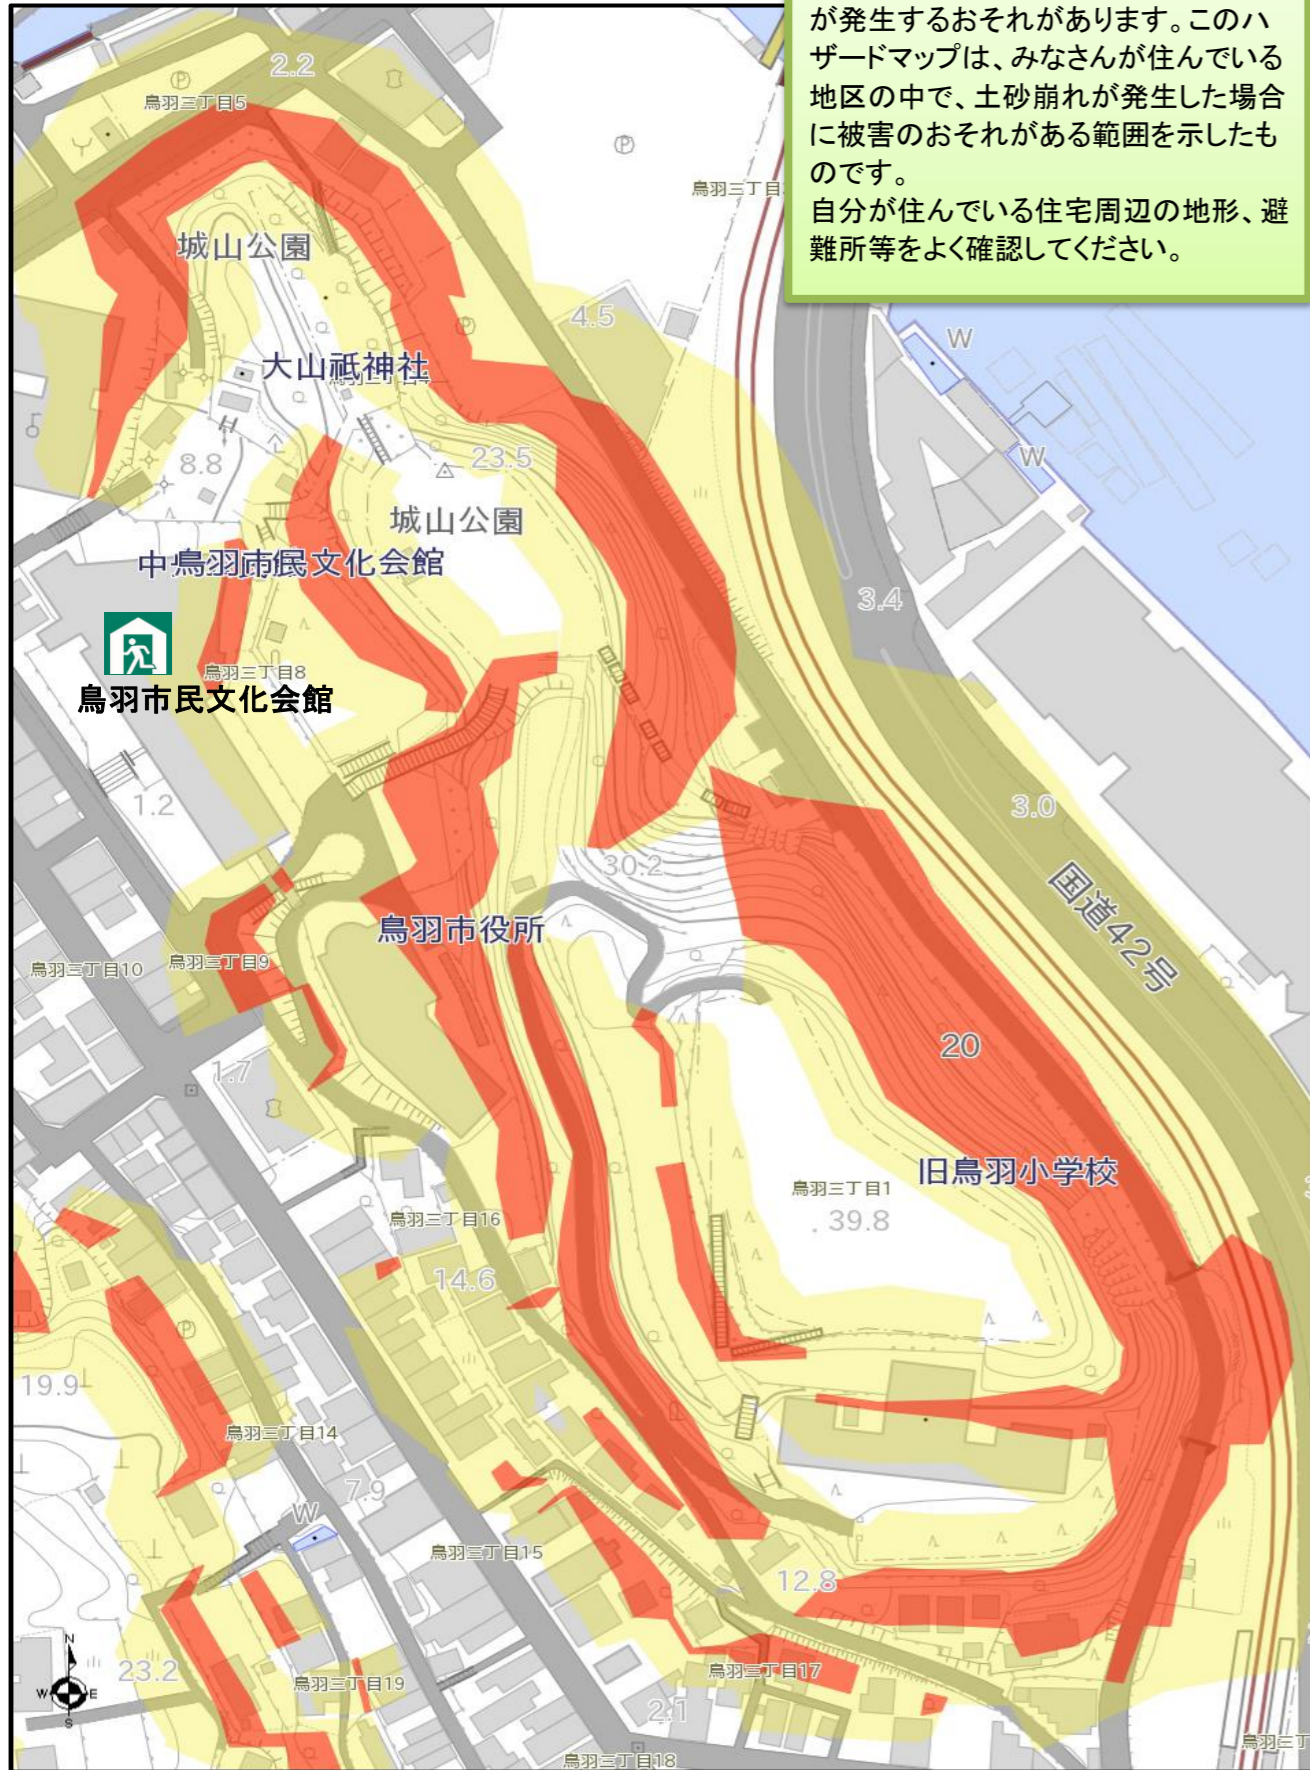 が発生するおそれがあります。このハ
ザードマップは、みなさんが住んでいる
地区の中で、土砂崩れが発生した場合
に被害のおそれがある範囲を示したも
のです。
自分が住んでいる住宅周辺の地形、避
難所等をよく確認してください。
2.2
P
鳥羽三丁目5
P
鳥羽三丁目
城山公園
4.5
W
大山祇神社
W
23.5
8.8
城山公園
鳥羽市民文化会館
3.4
鳥羽三丁目8
鳥羽市民文化会館
1.2
3.0
30.2
国道42号
鳥羽市役所
鳥羽三丁目10
鳥羽三丁目9
20
1.7
旧鳥羽小学校
鳥羽三丁目1
39.8
鳥羽三丁目16
14.6
P
19.9
鳥羽三丁目14
7.9
W
鳥羽三丁目15
12.8
N
W
E
S
23.2
鳥羽三丁目19
鳥羽三丁目17
2.1
鳥羽三丁目18
鳥羽三丁